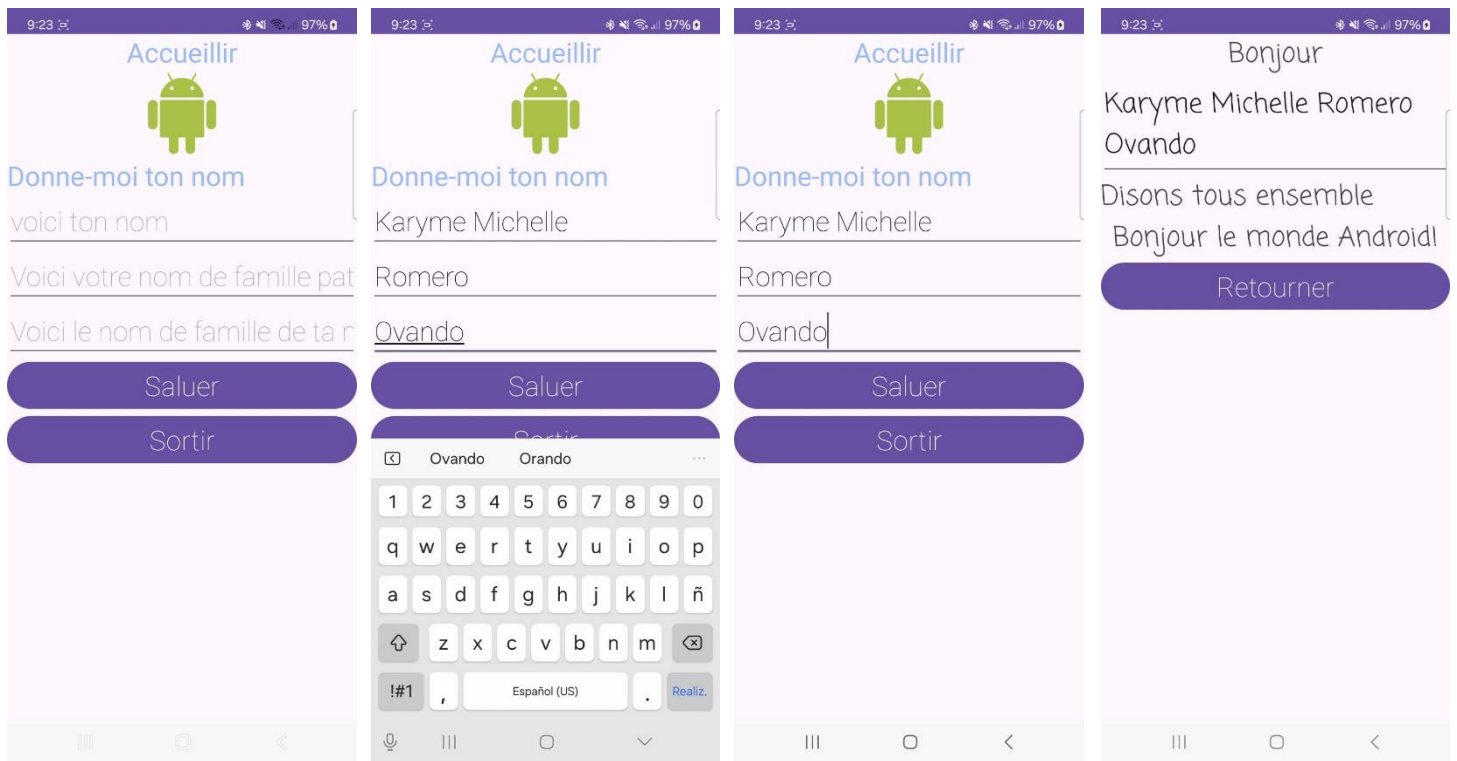 9:23
97%
Accueillir
Donne-moi ton nom
voici ton nom
Voici votre nom de famille pat
Voici le nom de famille de ta r
Saluer
Sortir
9:23
97%
Accueillir
Donne-moi ton nom
Karyme Michelle
Romero
Ovando
Saluer
Sortir
Ovando Orando
1 2 3 4 5 6 7 8 9 0
q w e r t y u i o p
a s d f g h j k l ñ
z x c v b n m
!#1 , Español (US) . Realiz.
9:23
97%
Accueillir
Donne-moi ton nom
Karyme Michelle
Romero
Ovando
Saluer
Sortir
9:23
97%
Bonjour
Karyme Michelle Romero
Ovando
Disons tous ensemble
Bonjour le monde Android!
Retourner